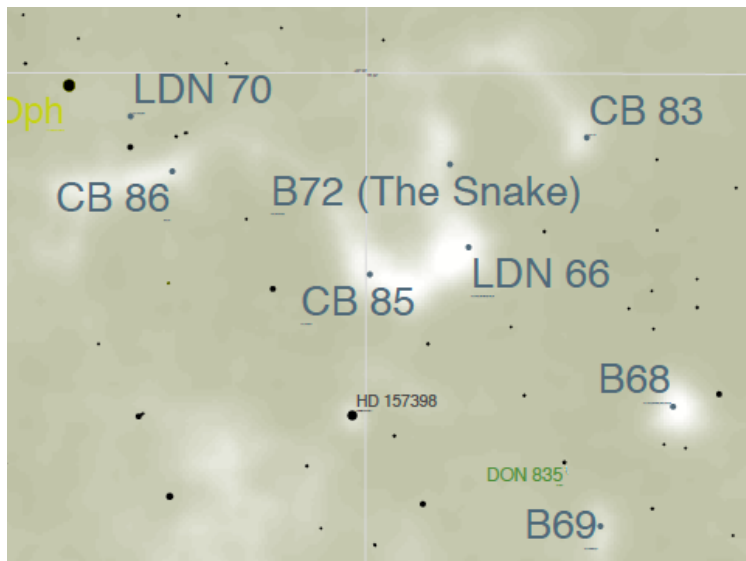 LDN 70
Oph
CB 83
CB 86
B72 (The Snake)
LDN 66
CB 85
B68
HD 157398
DON 835
B69